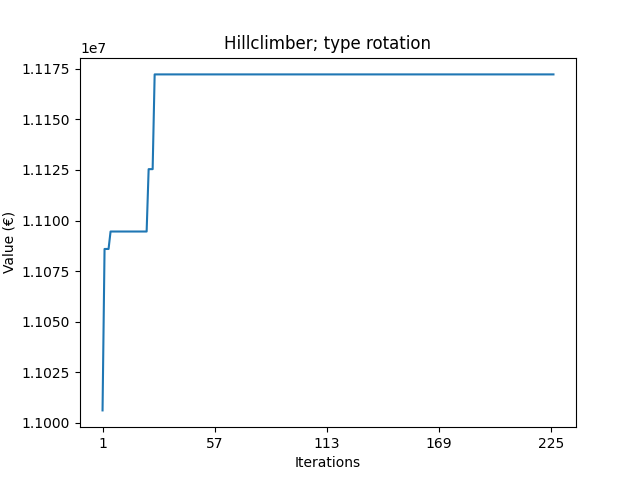 Hillclimber; type rotation
1e7
1.1175
1.1150
1.1125
1.1100
1.1075
1.1050
1.1025
1.1000
Value (€)
1 57 113 169 225
Iterations